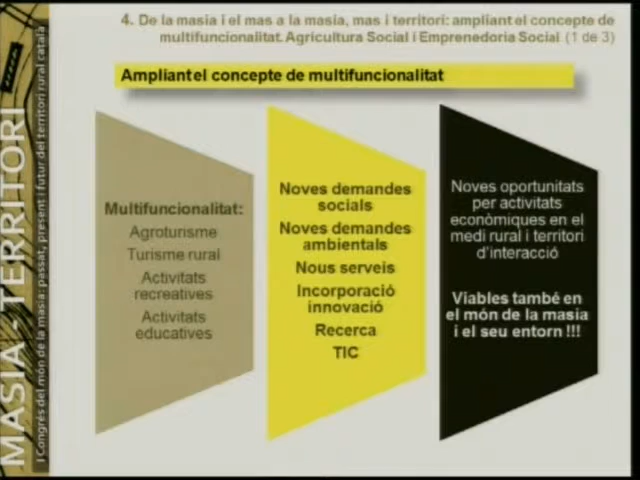 4. De la masia i el mas a la masia, mas i territori: ampliant el concepte de
multifuncionalitat. Agricultura Social i Emprenedoria Social (1 de 3)
Ampliant el concepte de multifuncionalitat
Multifuncionalitat:
Agroturisme
Turisme rural
Activitats
recreatives
Activitats
educatives
Noves demandes
socials
Noves demandes
ambientals
Nous serveis
Incorporació
innovació
Recerca
TIC
Noves oportunitats
per activitats
econòmiques en el
medi rural i territori
d'interacció
Viables també en
el món de la masia
i el seu entorn !!!
MASIA I TERRITORI
I Congrés del món de la masia: passat, present i futur del territori rural català